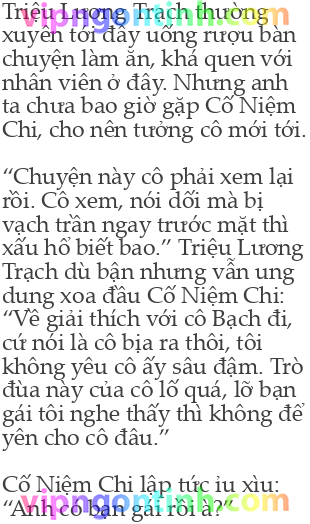 Triệu Lương Trạch thường
xuyên tới đây uống rượu bàn
chuyện làm ăn, khá quen với
nhân viên ở đây. Nhưng anh
ta chưa bao giờ gặp Cố Niệm
Chi, cho nên tưởng cô mới tới.
“Chuyện này cô phải xem lại
rồi. Cô xem, nói dối mà bị
vạch trần ngay trước mặt thì
xấu hổ biết bao.” Triệu Lương
Trạch dù bận nhưng vẫn ung
dung xoa đầu Cố Niệm Chi:
“Về giải thích với cô Bạch đi,
cứ nói là cô bịa ra thôi, tôi
không yêu cô ấy sâu đậm. Trò
đùa này của cô lố quá, lỡ bạn
gái tôi nghe thấy thì không để
yên cho cô đâu.”
Cố Niệm Chi lập tức ỉu xìu:
“Anh có bạn gái rồi à?”
vipngontinh.com
vipngontinh.com